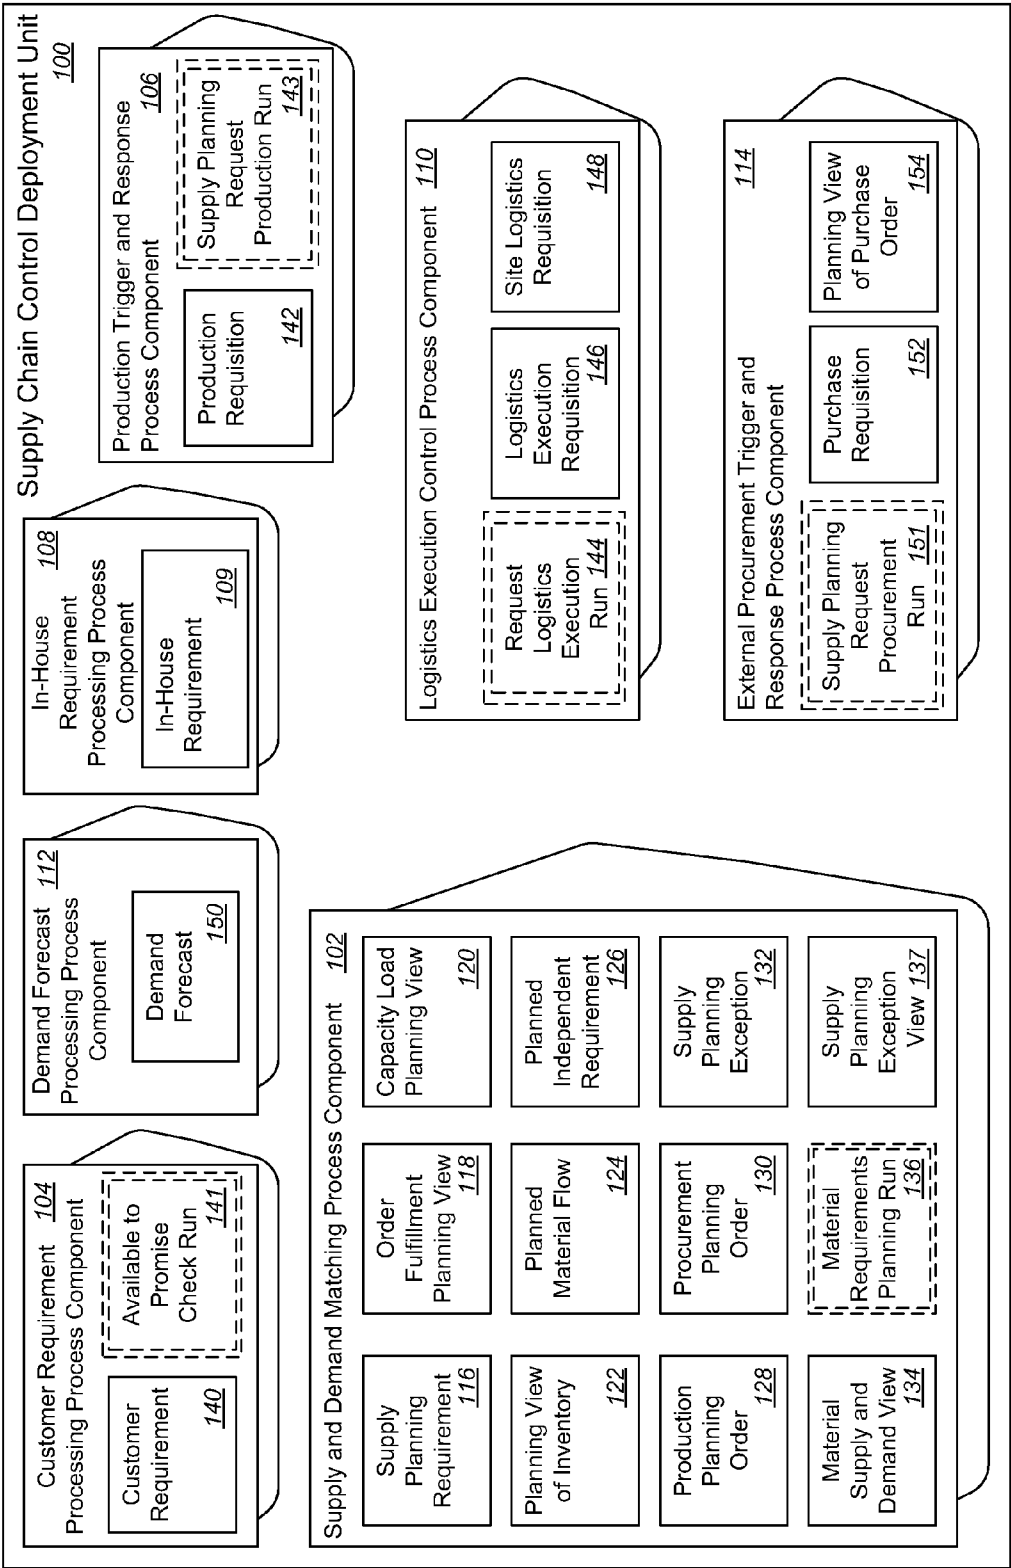 Supply Chain Control Deployment Unit
100
Customer Requirement 104
Processing Process Component
Customer
Requirement
140
Available to
Promise
Check Run
141
Demand Forecast 112
Processing Process
Component
Demand
Forecast
150
In-House 108
Requirement
Processing Process
Component
In-House
Requirement
109
Production Trigger and Response
Process Component 106
Production
Requisition
142
Supply Planning
Request
Production Run
143
Supply and Demand Matching Process Component 102
Supply
Planning
Requirement
116
Order
Fulfillment
Planning View
118
Capacity Load
Planning View
120
Planning View
of Inventory
122
Planned
Material Flow
124
Planned
Independent
Requirement
126
Production
Planning
Order
128
Procurement
Planning
Order
130
Supply
Planning
Exception
132
Material
Supply and
Demand View
134
Material
Requirements
Planning Run
136
Supply
Planning
Exception
View 137
Logistics Execution Control Process Component 110
Request
Logistics
Execution
Run 144
Logistics
Execution
Requisition
146
Site Logistics
Requisition
148
External Procurement Trigger and
Response Process Component 114
Supply Planning
Request
Procurement
Run 151
Purchase
Requisition
152
Planning View
of Purchase
Order
154